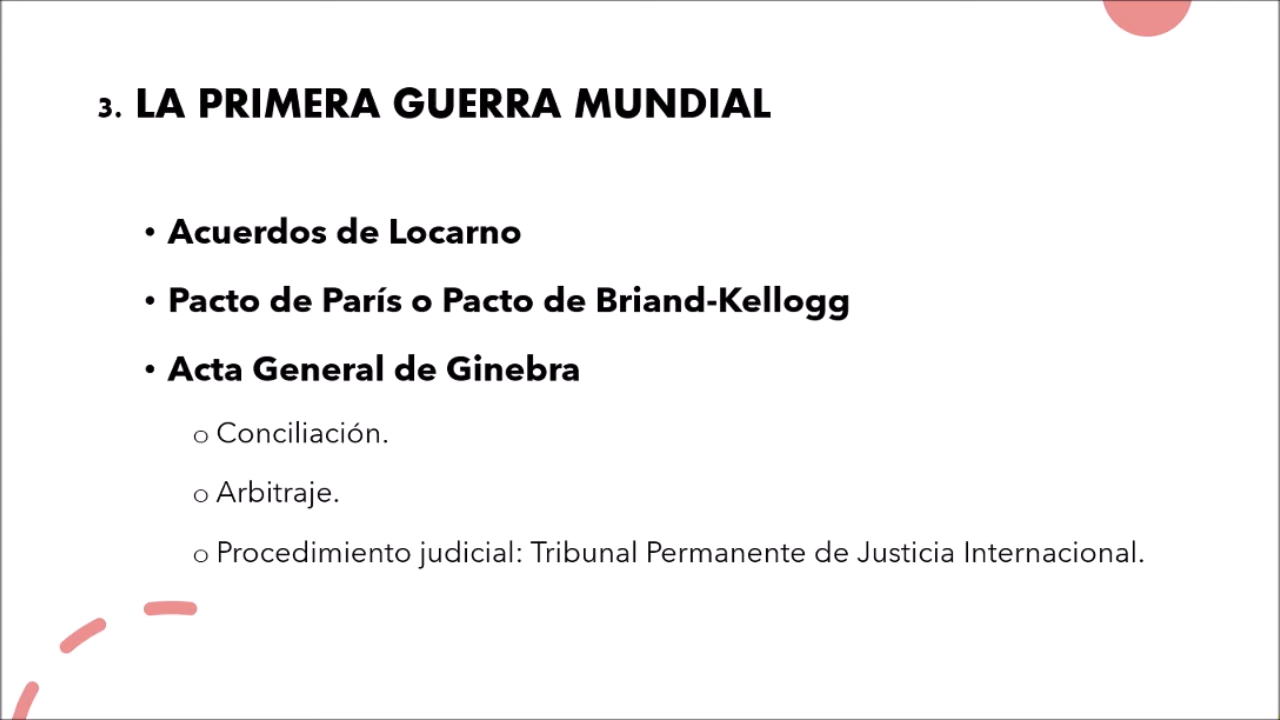 3. LA PRIMERA GUERRA MUNDIAL
• Acuerdos de Locarno
• Pacto de París o Pacto de Briand-Kellogg
• Acta General de Ginebra
o Conciliación.
o Arbitraje.
o Procedimiento judicial: Tribunal Permanente de Justicia Internacional.